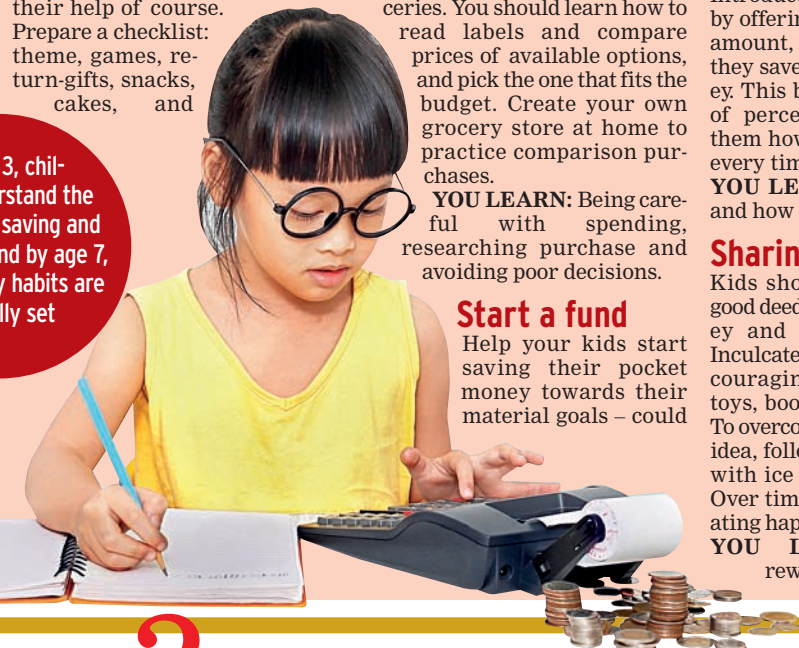 their help of course.
Prepare a checklist:
theme, games, re-
turn-gifts, snacks,
cakes, and
3, chil-
rstand the
saving and
nd by age 7,
y habits are
lly set
ceries. You should learn how to
read labels and compare
prices of available options,
and pick the one that fits the
budget. Create your own
grocery store at home to
practice comparison pur-
chases.
YOU LEARN: Being care-
ful with spending,
researching purchase and
avoiding poor decisions.
Start a fund
Help your kids start
saving their pocket
money towards their
material goals – could
by offerin
amount,
they save
ey. This b
of perce
them how
every tim
YOU LE
and how
Sharin
Kids sho
good deed
ey and
Inculcate
couragin
toys, boo
To overco
idea, follo
with ice
Over tim
ating hap
YOU L
rew
?